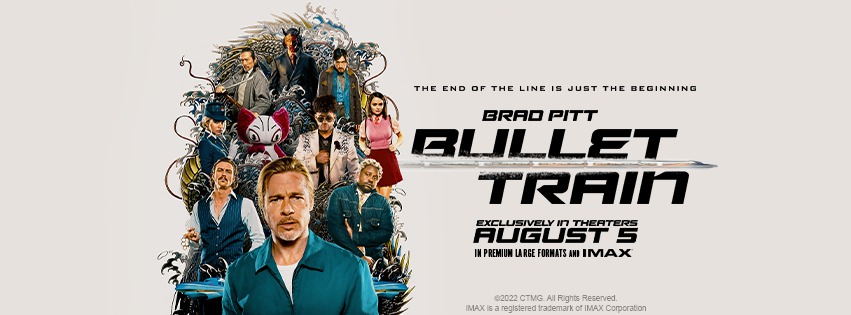 THE END OF THE LINE IS JUST THE BEGINNING
BRAD PITT
BULLET
TRAIN
EXCLUSIVELY IN THEATERS
AUGUST 5
IN PREMIUM LARGE FORMATS AND IMAX®
©2022 CTMG. All Rights Reserved.
IMAX is a registered trademark of IMAX Corporation